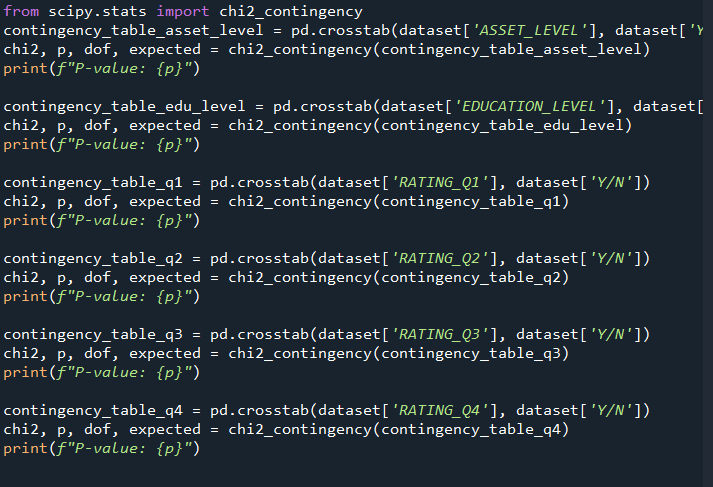 from scipy.stats import chi2_contingency
contingency_table_asset_level = pd.crosstab(dataset['ASSET_LEVEL'], dataset['Y
chi2, p, dof, expected = chi2_contingency(contingency_table_asset_level)
print(f"P-value: {p}")
contingency_table_edu_level = pd.crosstab(dataset['EDUCATION_LEVEL'], dataset[
chi2, p, dof, expected = chi2_contingency(contingency_table_edu_level)
print(f"P-value: {p}")
contingency_table_q1 = pd.crosstab(dataset['RATING_Q1'], dataset['Y/N'])
chi2, p, dof, expected = chi2_contingency(contingency_table_q1)
print(f"P-value: {p}")
contingency_table_q2 = pd.crosstab(dataset['RATING_Q2'], dataset['Y/N'])
chi2, p, dof, expected = chi2_contingency(contingency_table_q2)
print(f"P-value: {p}")
contingency_table_q3 = pd.crosstab(dataset['RATING_Q3'], dataset['Y/N'])
chi2, p, dof, expected = chi2_contingency(contingency_table_q3)
print(f"P-value: {p}")
contingency_table_q4 = pd.crosstab(dataset['RATING_Q4'], dataset['Y/N'])
chi2, p, dof, expected = chi2_contingency(contingency_table_q4)
print(f"P-value: {p}")